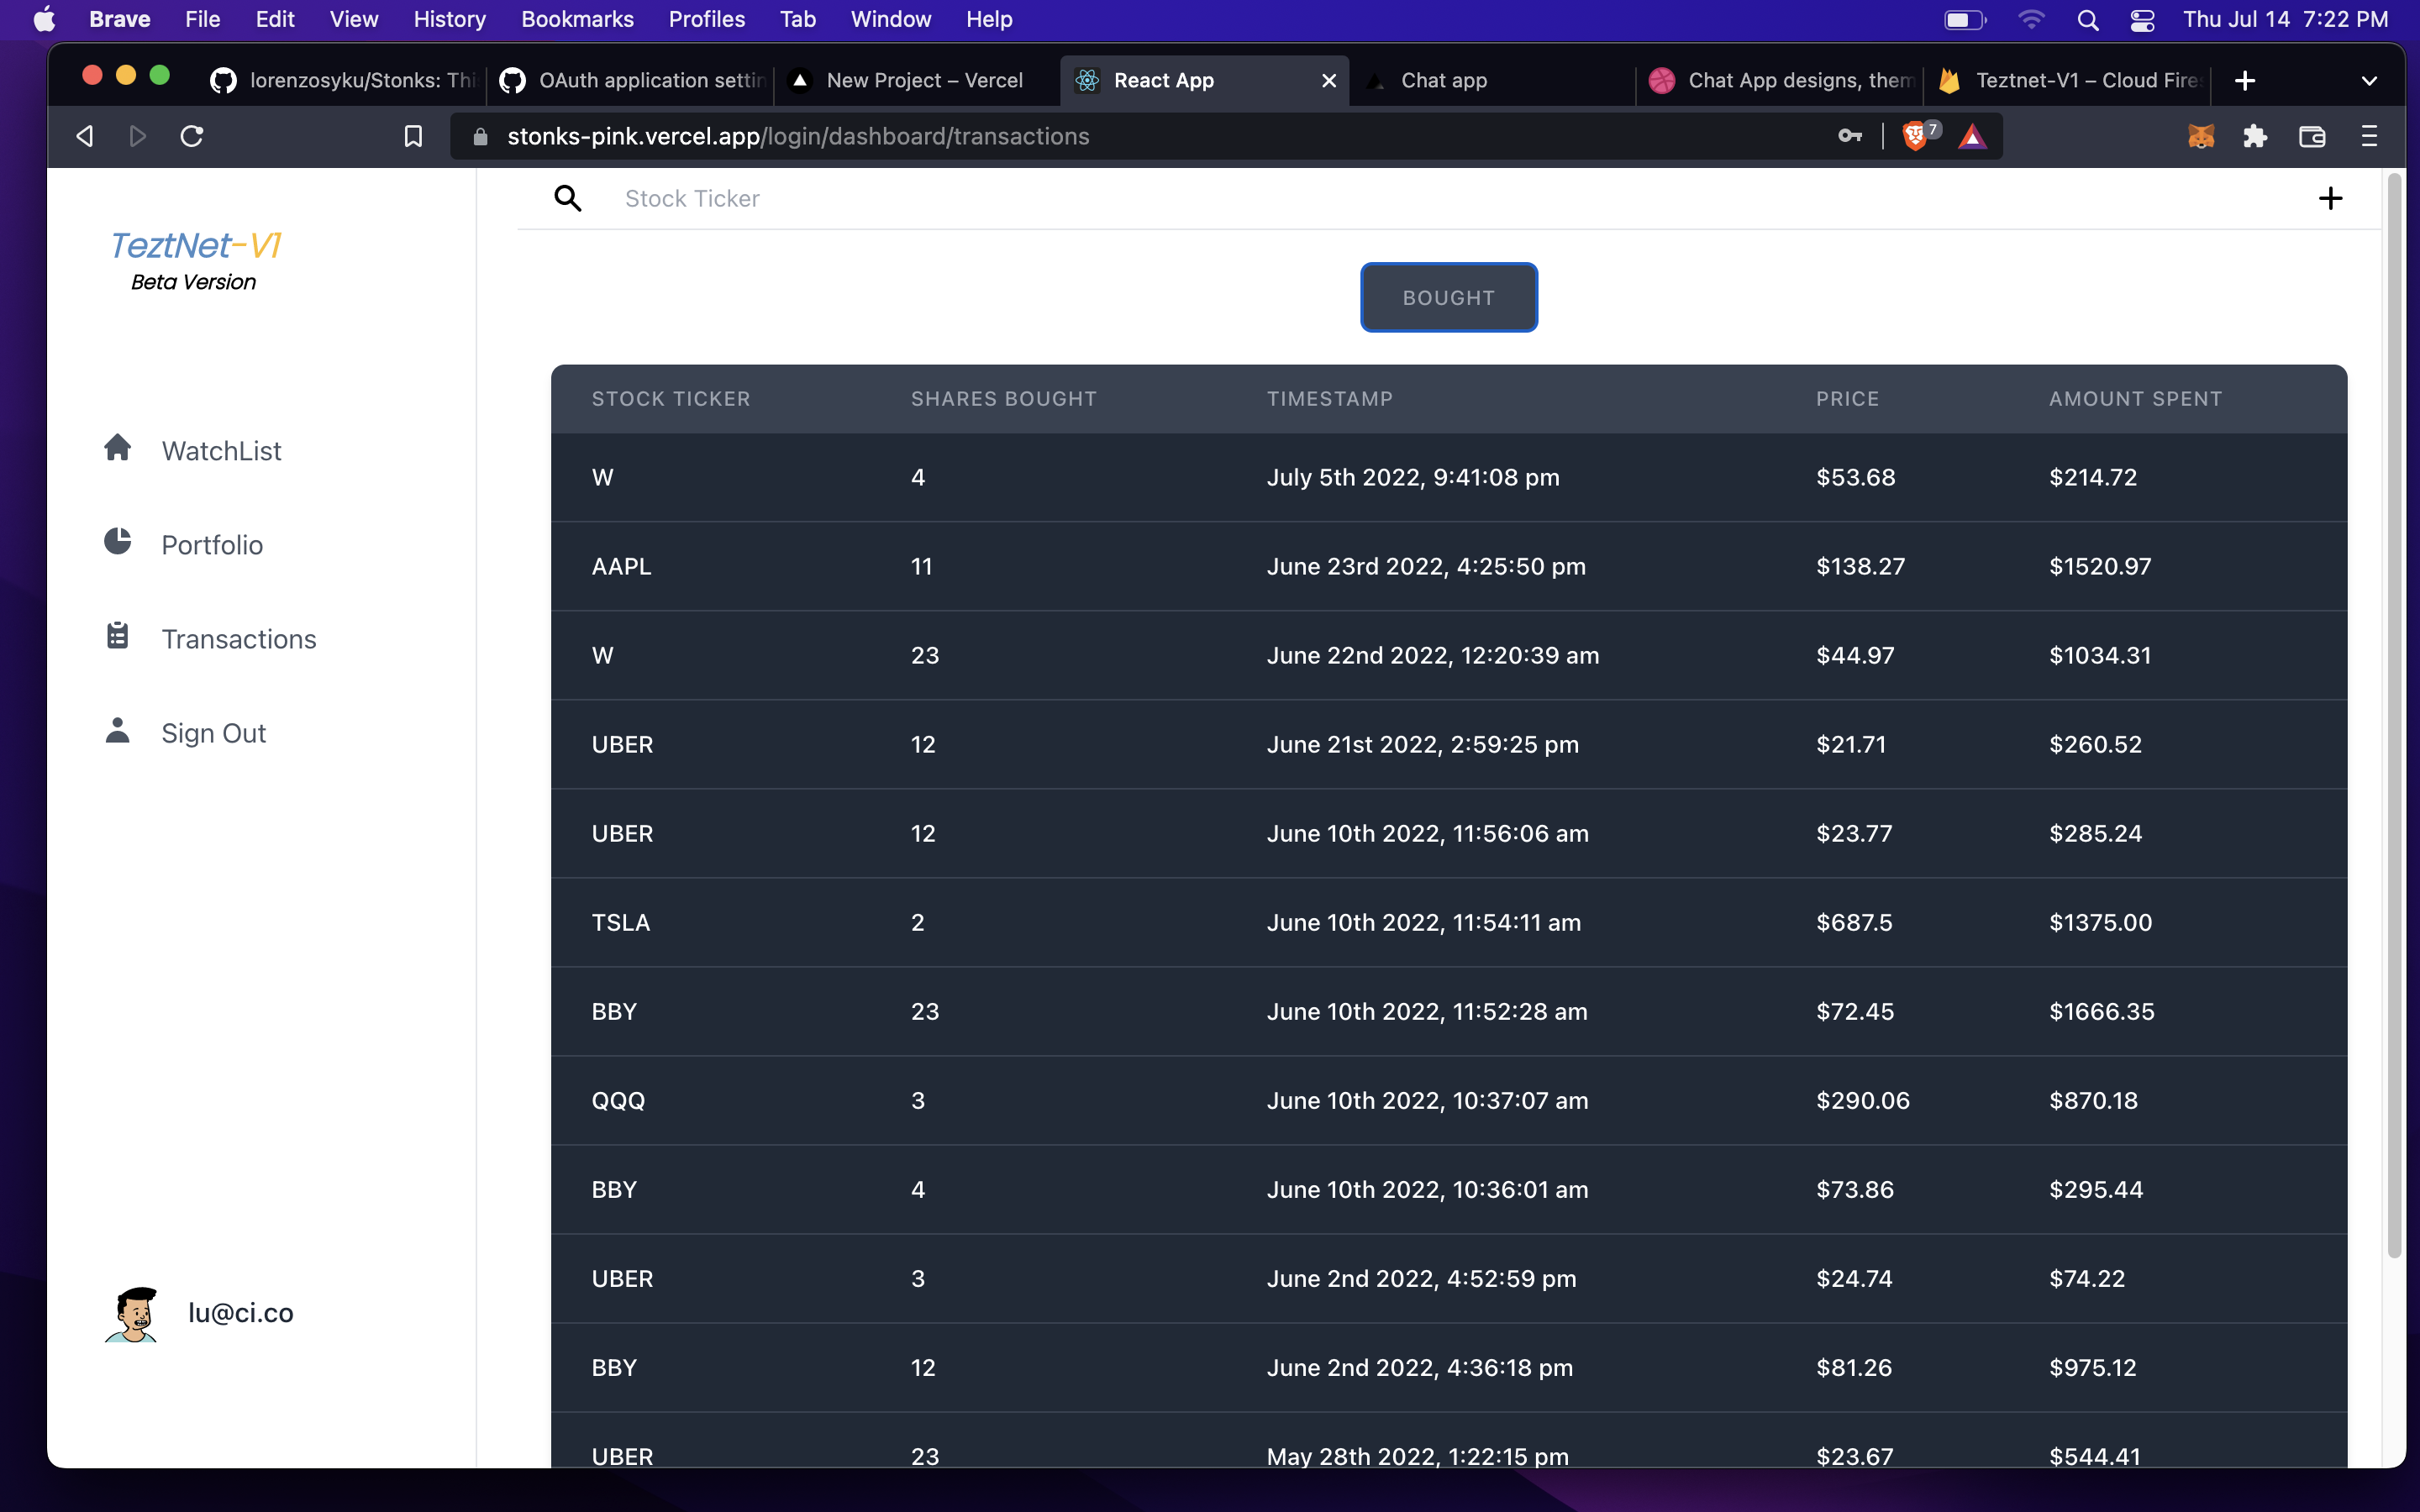 Brave File Edit View History Bookmarks Profiles Tab Window Help Thu Jul 14 7:22 PM
lorenzosyku/Stonks: Thi OAuth application settin New Project – Vercel React App Chat app Chat App designs, them Teztnet-V1 – Cloud Fires
stonks-pink.vercel.app/login/dashboard/transactions 7
TeztNet-V1
Beta Version
WatchList
Portfolio
Transactions
Sign Out
lu@ci.co
Stock Ticker
BOUGHT
STOCK TICKER SHARES BOUGHT TIMESTAMP PRICE AMOUNT SPENT
W 4 July 5th 2022, 9:41:08 pm $53.68 $214.72
AAPL 11 June 23rd 2022, 4:25:50 pm $138.27 $1520.97
W 23 June 22nd 2022, 12:20:39 am $44.97 $1034.31
UBER 12 June 21st 2022, 2:59:25 pm $21.71 $260.52
UBER 12 June 10th 2022, 11:56:06 am $23.77 $285.24
TSLA 2 June 10th 2022, 11:54:11 am $687.5 $1375.00
BBY 23 June 10th 2022, 11:52:28 am $72.45 $1666.35
QQQ 3 June 10th 2022, 10:37:07 am $290.06 $870.18
BBY 4 June 10th 2022, 10:36:01 am $73.86 $295.44
UBER 3 June 2nd 2022, 4:52:59 pm $24.74 $74.22
BBY 12 June 2nd 2022, 4:36:18 pm $81.26 $975.12
UBER 23 May 28th 2022, 1:22:15 pm $23.67 $544.41